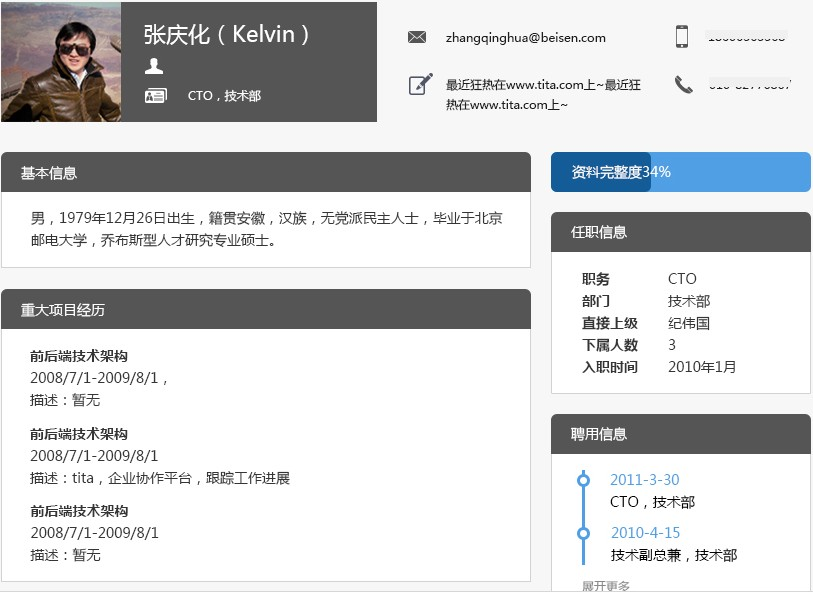 张庆化（Kelvin）
CTO，技术部
zhangqinghua@beisen.com
最近狂热在www.tita.com上~最近狂
热在www.tita.com上~
基本信息
男，1979年12月26日出生，籍贯安徽，汉族，无党派民主人士，毕业于北京
邮电大学，乔布斯型人才研究专业硕士。
重大项目经历
前后端技术架构
2008/7/1-2009/8/1，
描述：暂无
前后端技术架构
2008/7/1-2009/8/1
描述：tita，企业协作平台，跟踪工作进展
前后端技术架构
2008/7/1-2009/8/1
描述：暂无
资料完整度34%
任职信息
职务 CTO
部门 技术部
直接上级 纪伟国
下属人数 3
入职时间 2010年1月
聘用信息
2011-3-30
CTO，技术部
2010-4-15
技术副总兼，技术部
展开更多